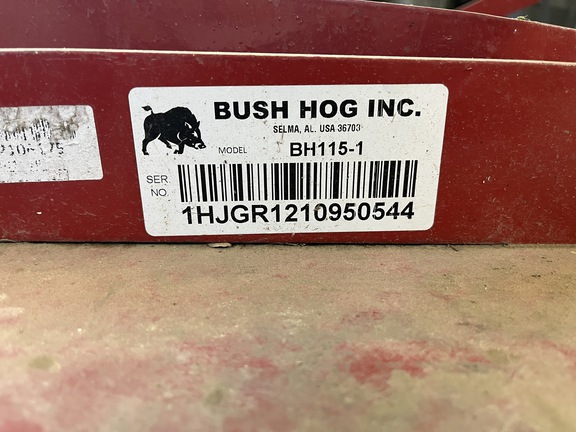 BUSH HOG INC.
SELMA, AL. USA 36703
MODEL BH115-1
SER. NO.
1HJGR1210950544